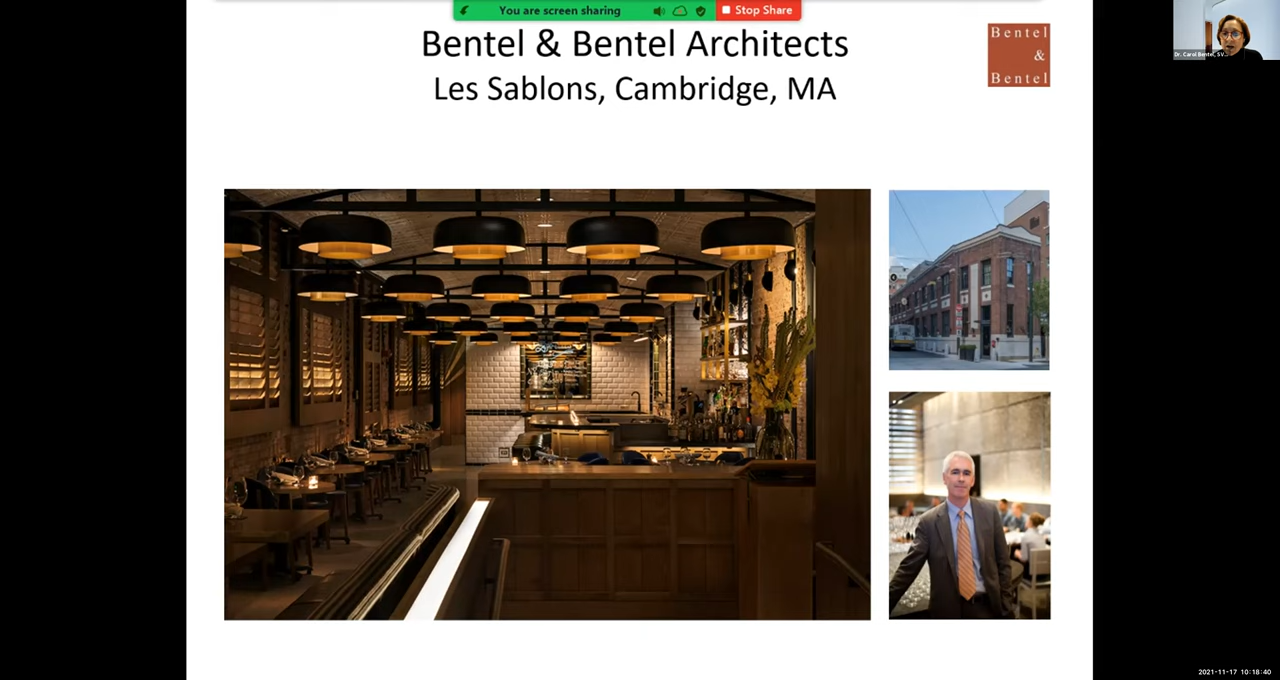 You are screen sharing
Stop Share
Bentel & Bentel Architects
Les Sablons, Cambridge, MA
Bentel
&
Bentel
Dr. Carol Bentel, SV...
2021-11-17 10:18:40